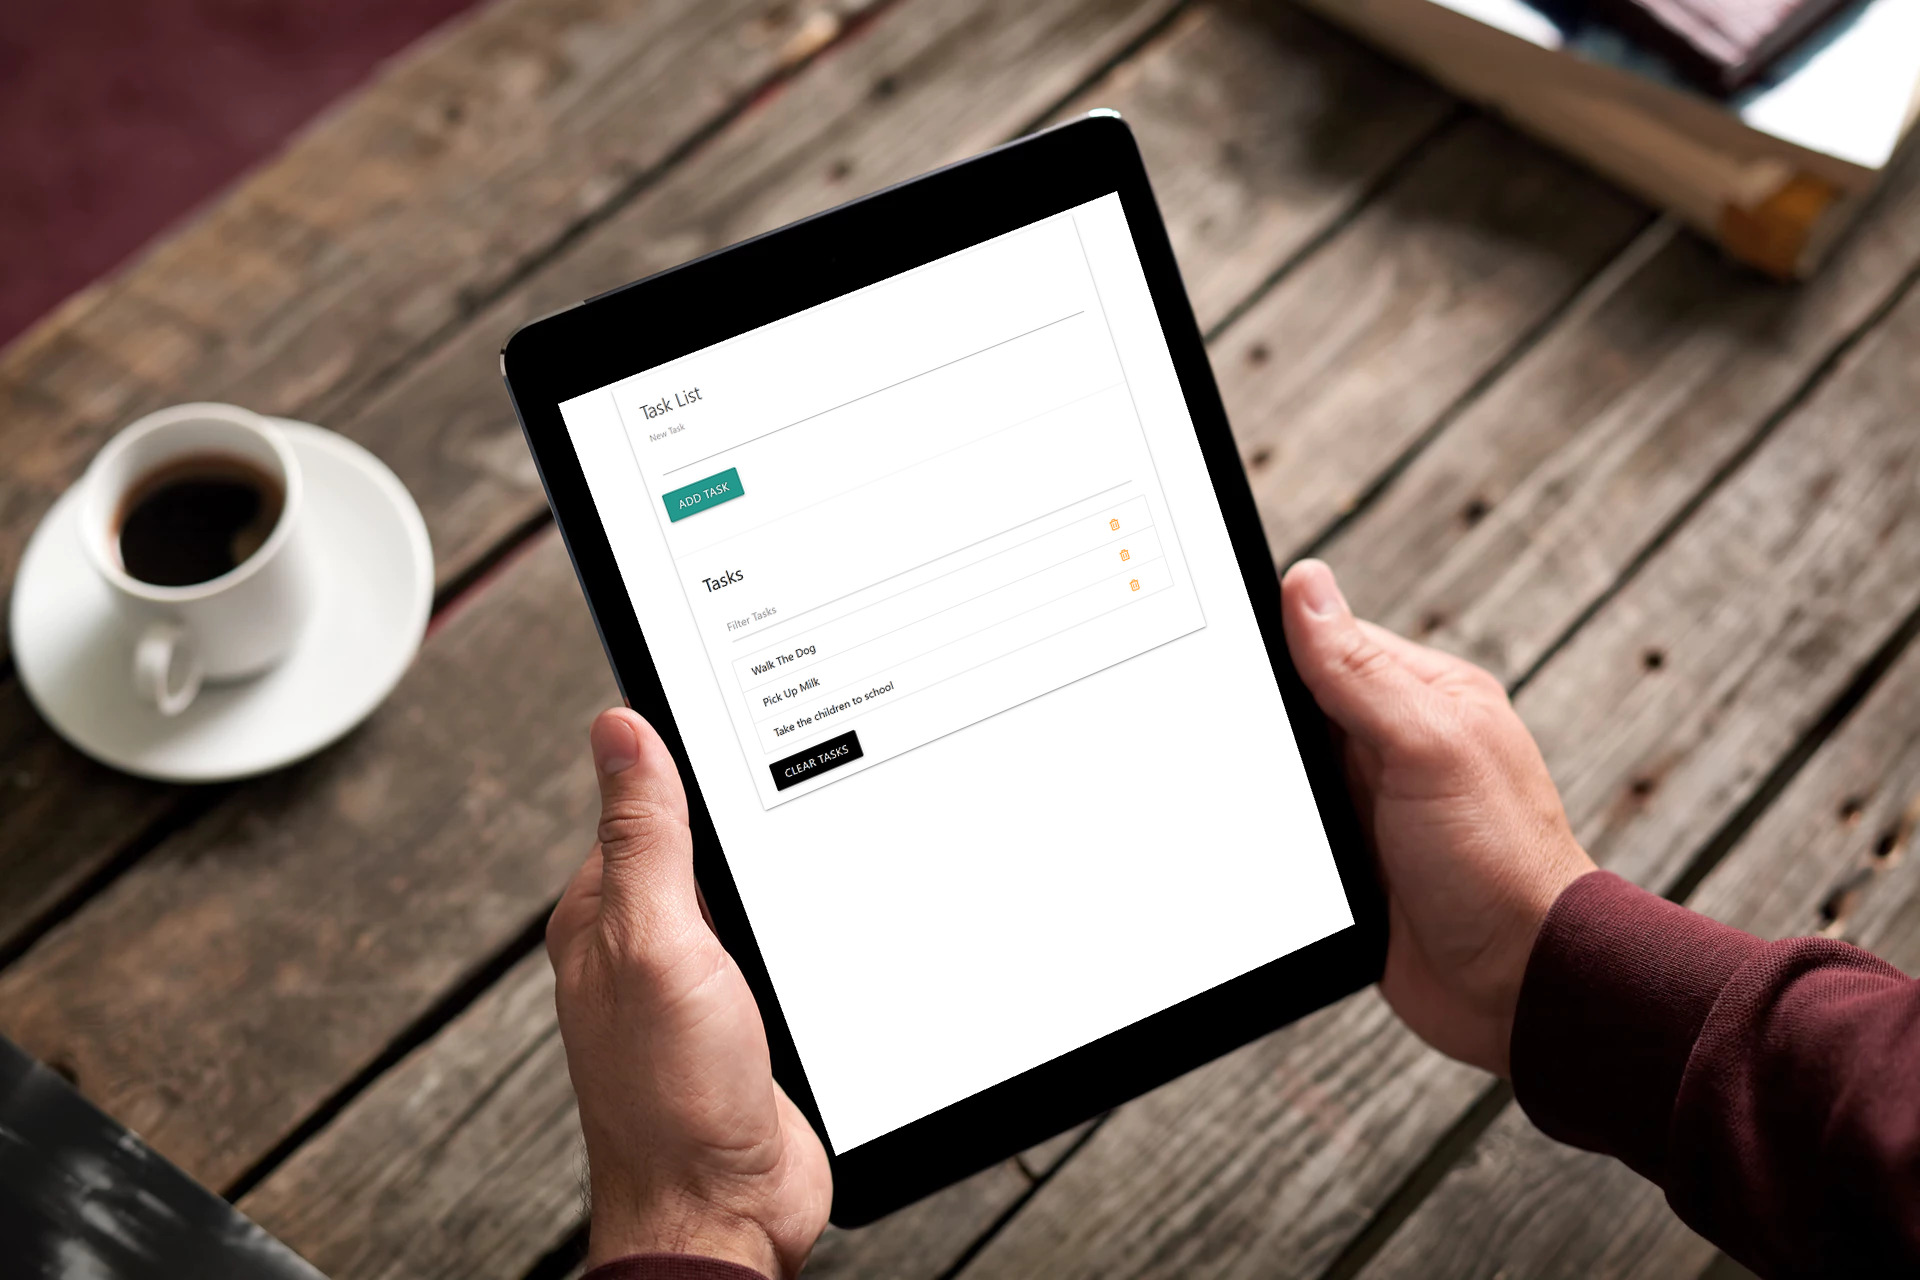 Task List
New Task
ADD TASK
Tasks
Filter Tasks
Walk The Dog
Pick Up Milk
Take the children to school
CLEAR TASKS